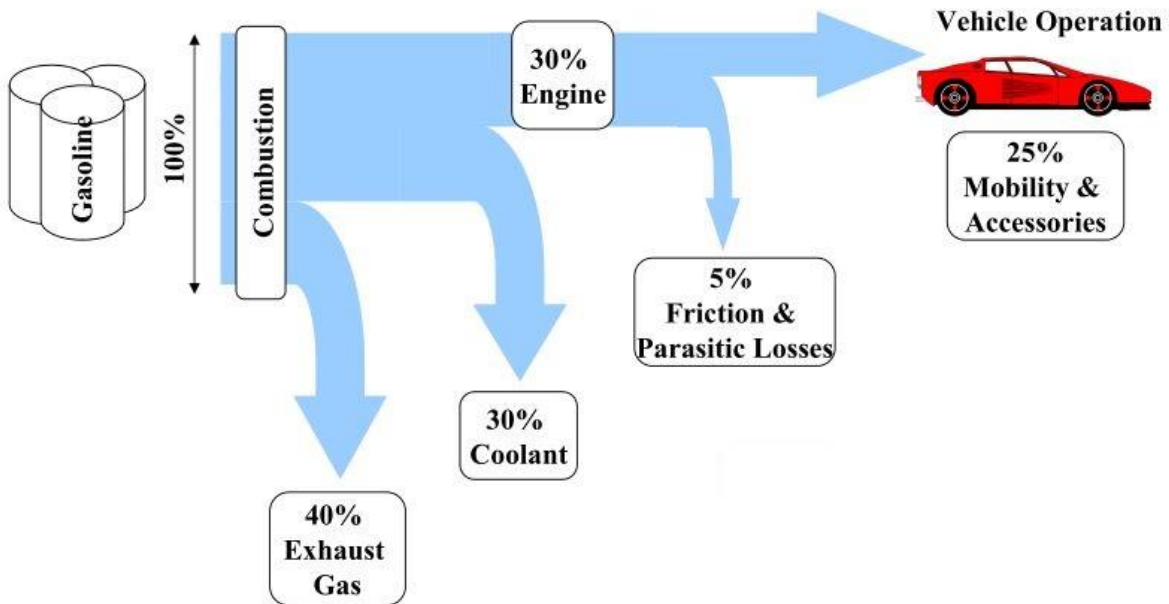 Gasoline
100%
Combustion
30%
Engine
Vehicle Operation
25%
Mobility &
Accessories
5%
Friction &
Parasitic Losses
30%
Coolant
40%
Exhaust
Gas